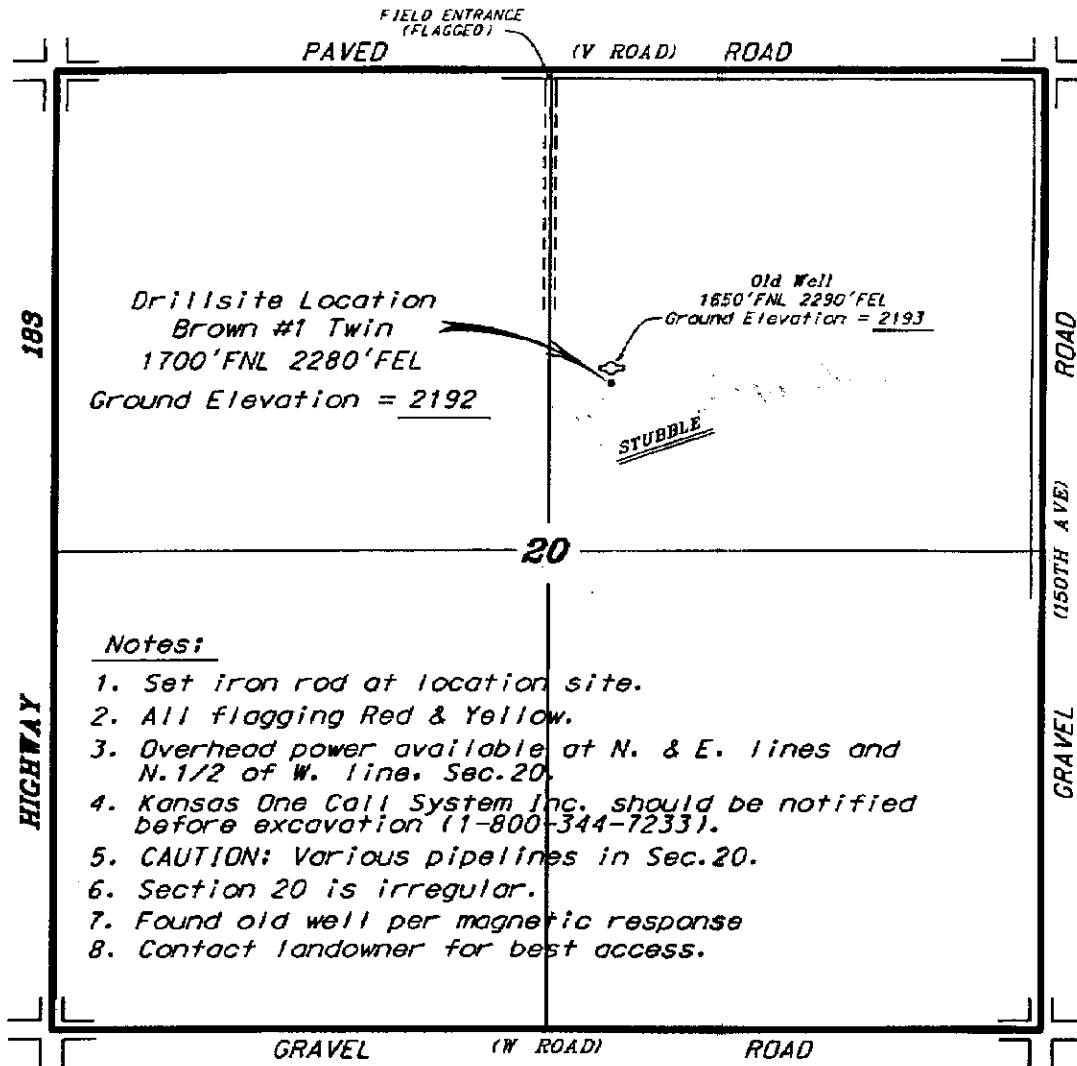 FIELD ENTRANCE
(FLAGGED)
PAVED (V ROAD) ROAD
HIGHWAY 183
Drillsite Location
Brown #1 Twin
1700'FNL 2280'FEL
Ground Elevation = 2192
Old Well
1650'FNL 2290'FEL
Ground Elevation = 2193
STUBBLE
20
GRAVEL (150TH AVE) ROAD
Notes:
1. Set iron rod at location site.
2. All flagging Red & Yellow.
3. Overhead power available at N. & E. lines and
N.1/2 of W. line. Sec.20.
4. Kansas One Call System Inc. should be notified
before excavation (1-800-344-7233).
5. CAUTION: Various pipelines in Sec.20.
6. Section 20 is irregular.
7. Found old well per magnetic response
8. Contact landowner for best access.
GRAVEL (W ROAD) ROAD